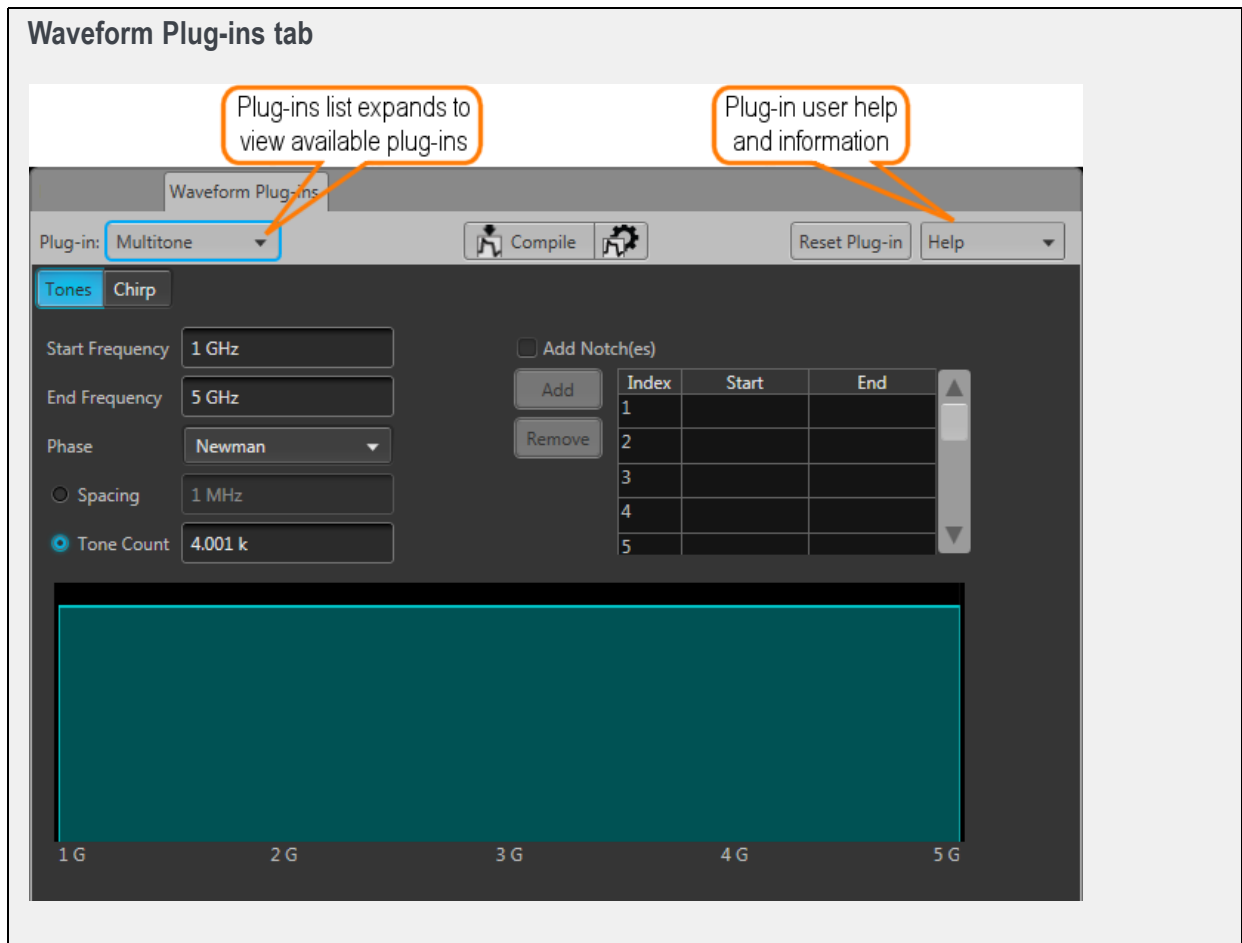 Waveform Plug-ins tab
Plug-ins list expands to
view available plug-ins
Plug-in user help
and information
Waveform Plug-ins
Plug-in: Multitone
Compile
Reset Plug-in
Help
Tones
Chirp
Start Frequency 1 GHz
End Frequency 5 GHz
Phase Newman
Spacing 1 MHz
Tone Count 4.001 k
Add Notch(es)
Add
Remove
Index Start End
1
2
3
4
5
1 G 2 G 3 G 4 G 5 G